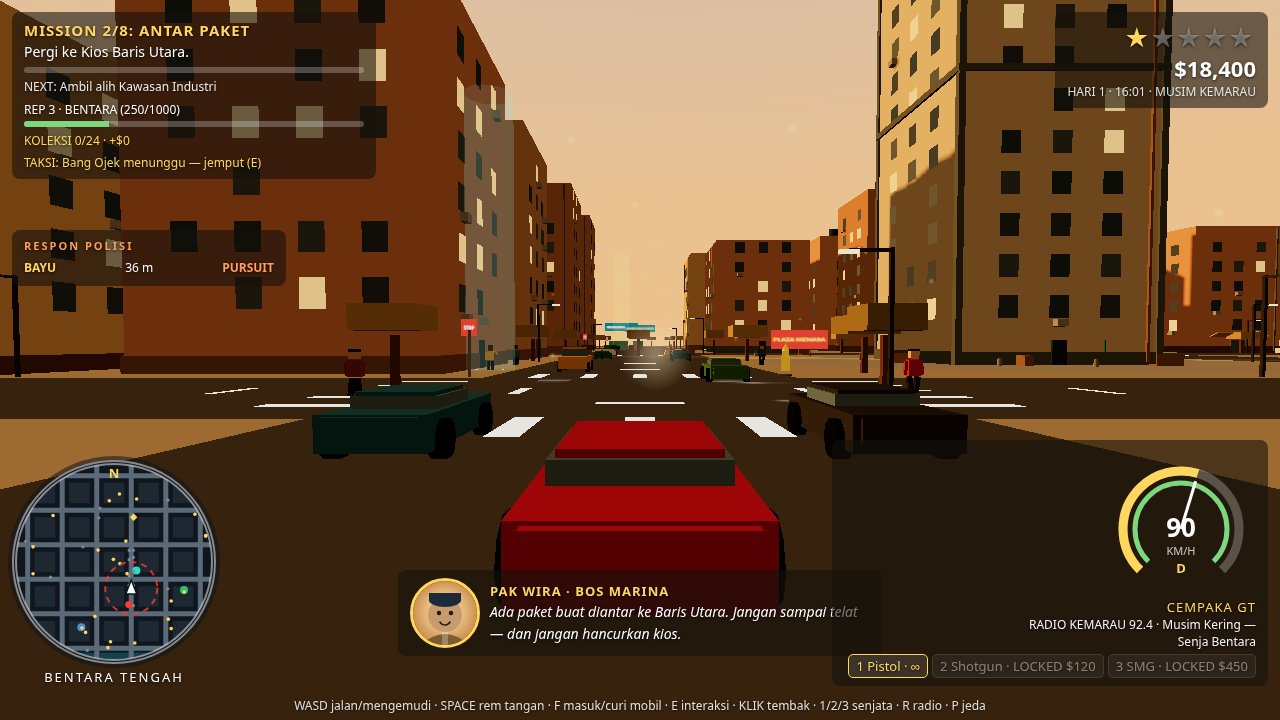 MISSION 2/8: ANTAR PAKET
Pergi ke Kios Baris Utara.
NEXT: Ambil alih Kawasan Industri
REP 3 · BENTARA (250/1000)
KOLEKSI 0/24 · +$0
TAKSI: Bang Ojek menunggu — jemput (E)
$18,400
HARI 1 · 16:01 · MUSIM KEMARAU
RESPON POLISI
BAYU 36 m PURSUIT
PLAZA MENARA
N
BENTARA TENGAH
PAK WIRA · BOS MARINA
Ada paket buat diantar ke Baris Utara. Jangan sampai telat
— dan jangan hancurkan kios.
90
KM/H
D
CEMPAKA GT
RADIO KEMARAU 92.4 · Musim Kering —
Senja Bentara
1 Pistol · ∞
2 Shotgun · LOCKED $120
3 SMG · LOCKED $450
WASD jalan/mengemudi · SPACE rem tangan · F masuk/curi mobil · E interaksi · KLIK tembak · 1/2/3 senjata · R radio · P jeda